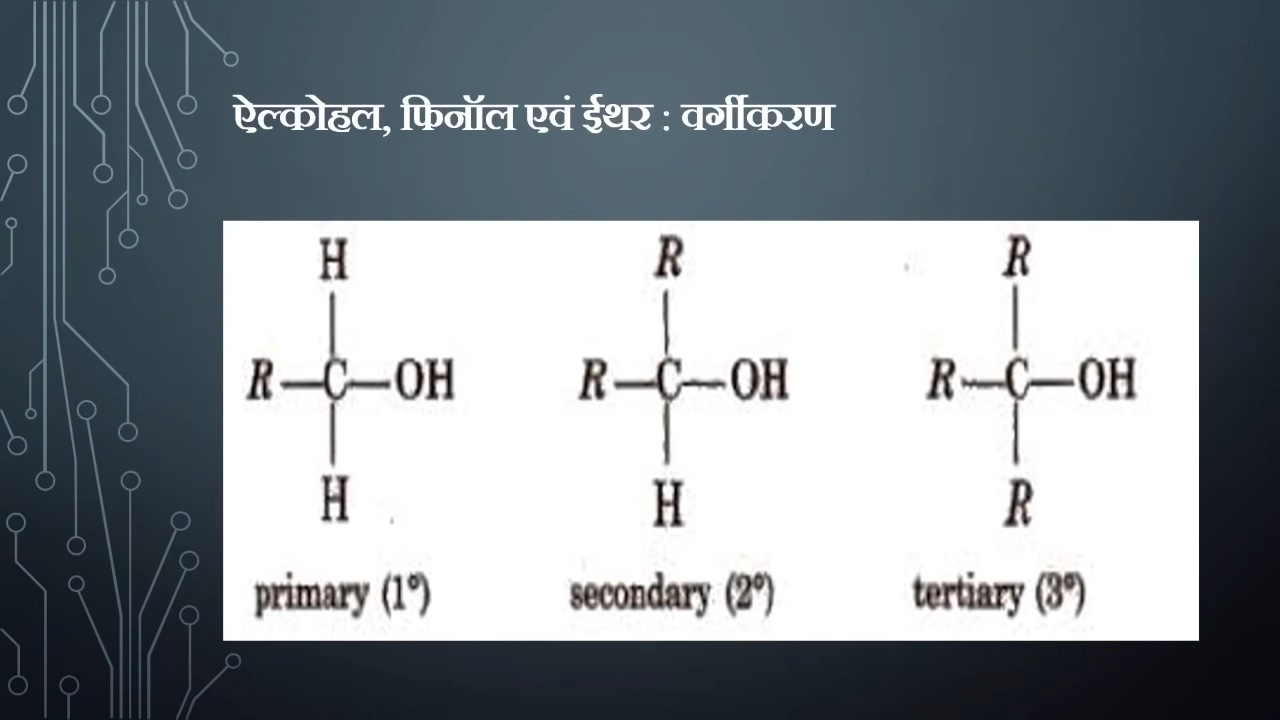 ऐल्कोहल, फिनॉल एवं ईथर : वर्गीकरण
H R R
R—C—OH R—C—OH R—C—OH
H H R
primary (1°) secondary (2°) tertiary (3°)